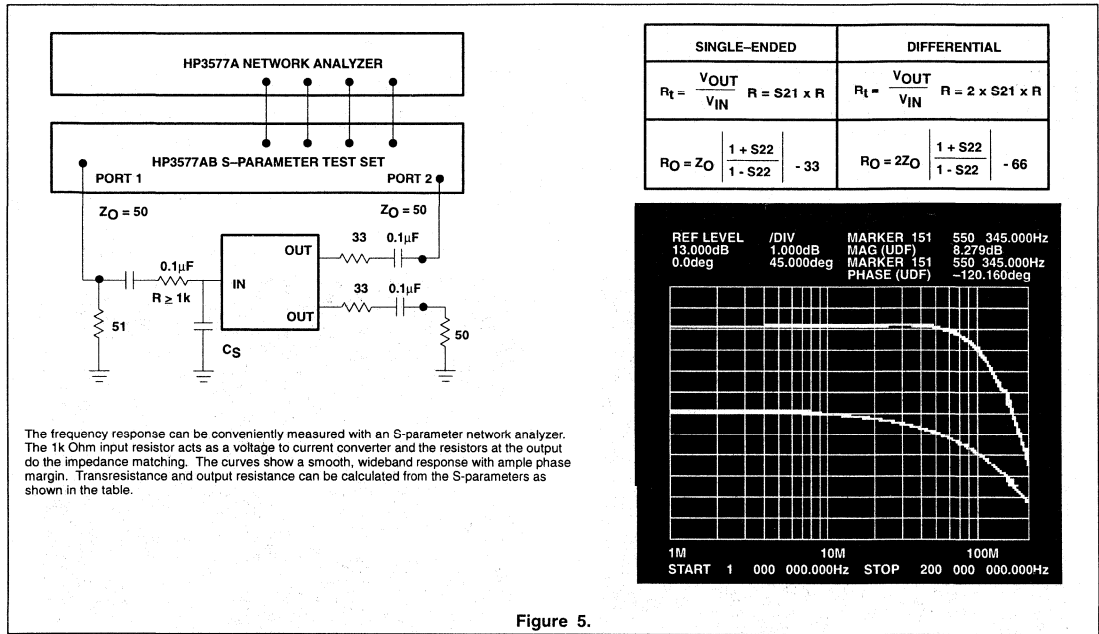 HP3577A NETWORK ANALYZER
HP3577AB S–PARAMETER TEST SET
PORT 1
PORT 2
ZO = 50
ZO = 50
0.1μF
R ≥ 1k
51
CS
IN
OUT
OUT
33
0.1μF
33
0.1μF
50
The frequency response can be conveniently measured with an S-parameter network analyzer.
The 1k Ohm input resistor acts as a voltage to current converter and the resistors at the output
do the impedance matching. The curves show a smooth, wideband response with ample phase
margin. Transresistance and output resistance can be calculated from the S-parameters as
shown in the table.
SINGLE–ENDED
DIFFERENTIAL
Rt = VOUT / VIN R = S21 x R
Rt = VOUT / VIN R = 2 x S21 x R
RO = ZO | 1 + S22 / 1 - S22 | - 33
RO = 2ZO | 1 + S22 / 1 - S22 | - 66
REF LEVEL /DIV MARKER 151 550 345.000Hz
13.000dB 1.000dB MAG (UDF) 8.279dB
0.0deg 45.000deg MARKER 151 550 345.000Hz
PHASE (UDF) –120.160deg
1M 10M 100M
START 1 000 000.000Hz STOP 200 000 000.000Hz
Figure 5.